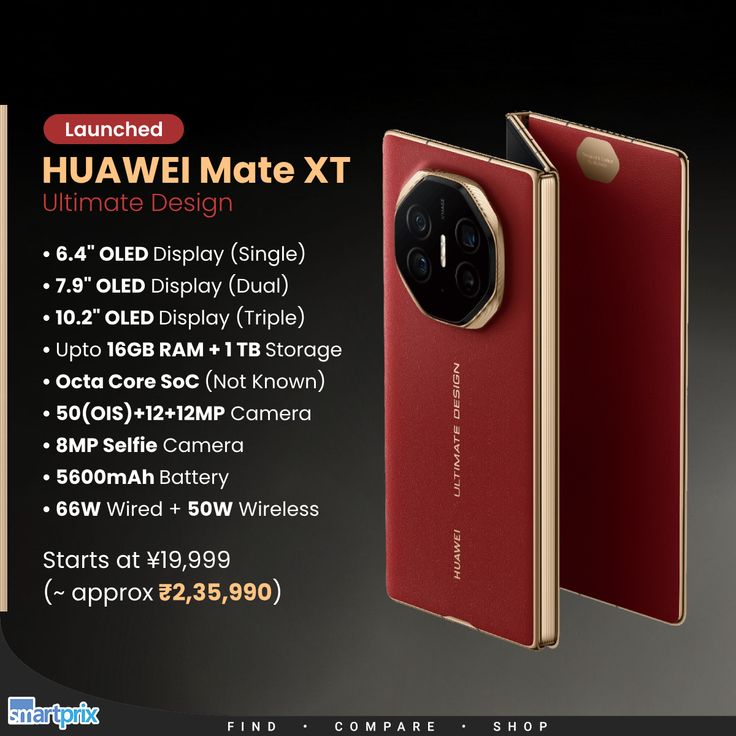 Launched
HUAWEI Mate XT
Ultimate Design
• 6.4" OLED Display (Single)
• 7.9" OLED Display (Dual)
• 10.2" OLED Display (Triple)
• Upto 16GB RAM + 1 TB Storage
• Octa Core SoC (Not Known)
• 50(OIS)+12+12MP Camera
• 8MP Selfie Camera
• 5600mAh Battery
• 66W Wired + 50W Wireless
Starts at ¥19,999
(~ approx ₹2,35,990)
XMAGE
HUAWEI ULTIMATE DESIGN
smartprix
FIND • COMPARE • SHOP